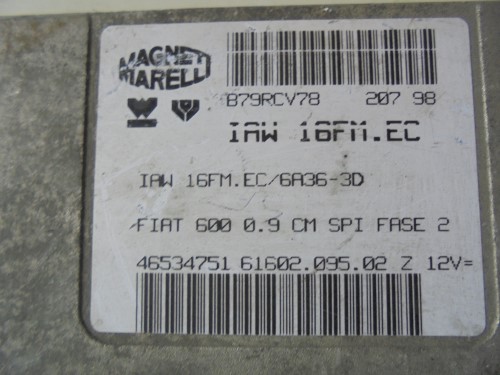 MAGNETI
MARELLI
B79RCV78 207 98
IAW 16FM.EC
IAW 16FM.EC/6A36-3D
FIAT 600 0.9 CM SPI FASE 2
46534751 61602.095.02 Z 12V=